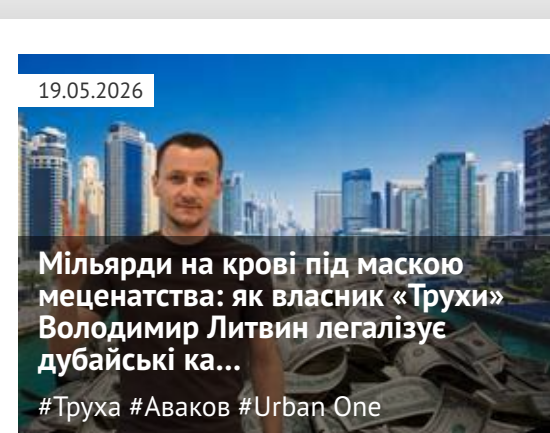 19.05.2026
Мільярди на крові під маскою
меценатства: як власник «Трухи»
Володимир Литвин легалізує
дубайські ка...
#Труха #Аваков #Urban One